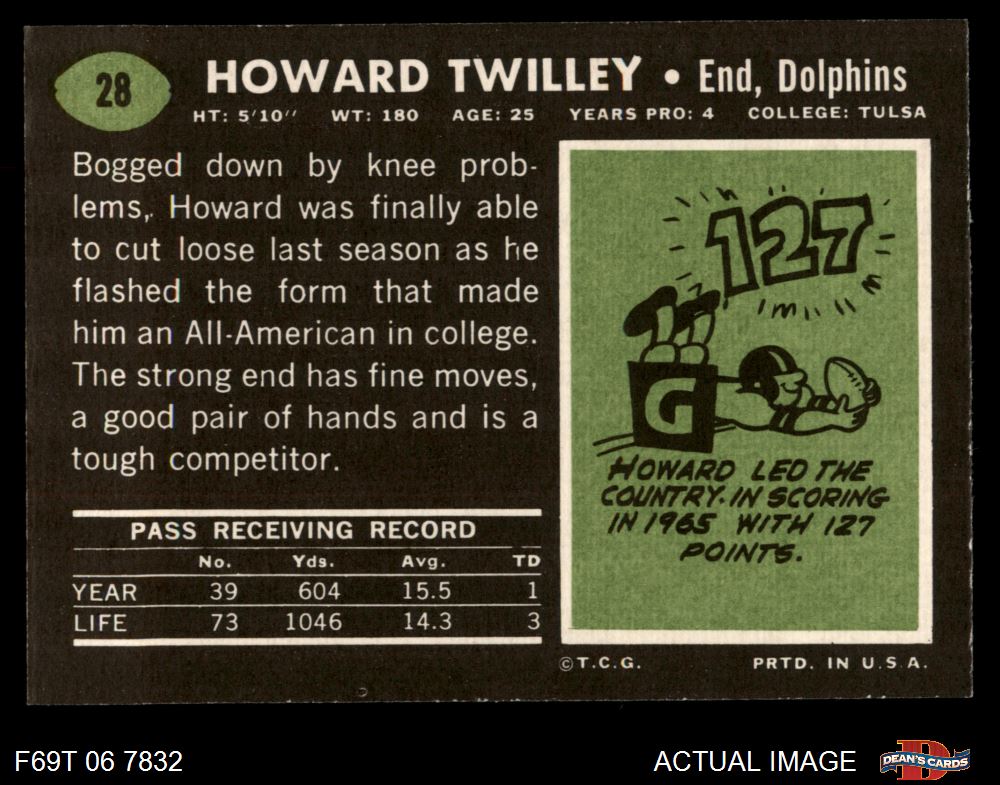 28
HOWARD TWILLEY • End, Dolphins
HT: 5'10" WT: 180 AGE: 25 YEARS PRO: 4 COLLEGE: TULSA
Bogged down by knee prob-
lems,. Howard was finally able
to cut loose last season as he
flashed the form that made
him an All-American in college.
The strong end has fine moves,
a good pair of hands and is a
tough competitor.
PASS RECEIVING RECORD
No. Yds. Avg. TD
YEAR 39 604 15.5 1
LIFE 73 1046 14.3 3
127
G
HOWARD LED THE
COUNTRY IN SCORING
IN 1965 WITH 127
POINTS.
©T.C.G. PRTD. IN U.S.A.
F69T 06 7832
ACTUAL IMAGE
D
DEAN'S CARDS